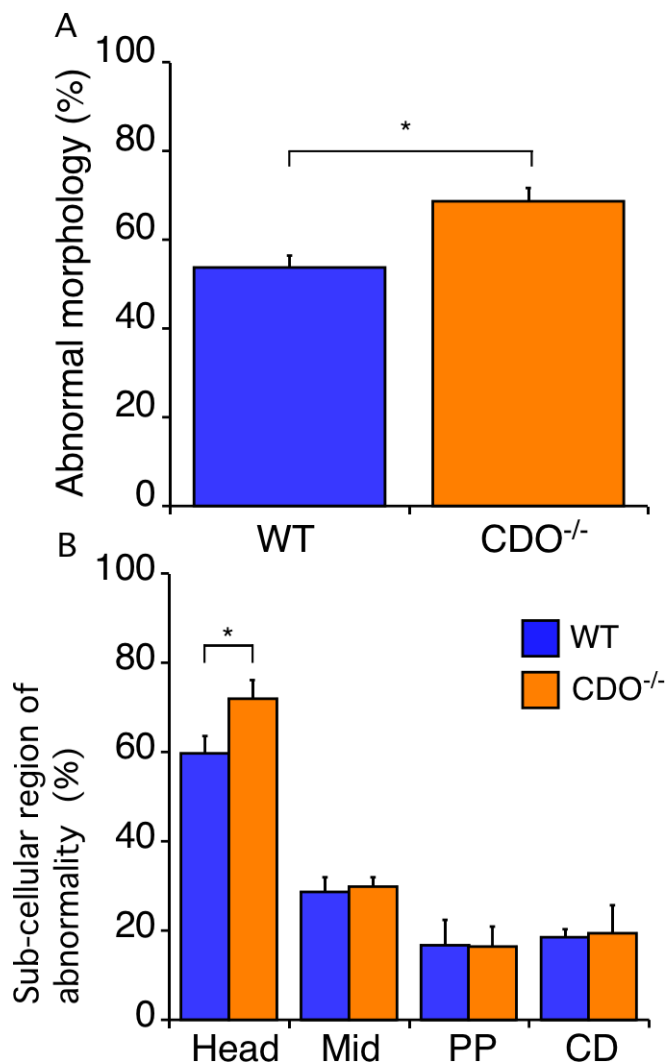 A
Abnormal morphology (%)
100
80
60
40
20
0
*
WT
CDO-/-
B
Sub-cellular region of
abnormality (%)
100
80
60
40
20
0
*
WT
CDO-/-
Head
Mid
PP
CD